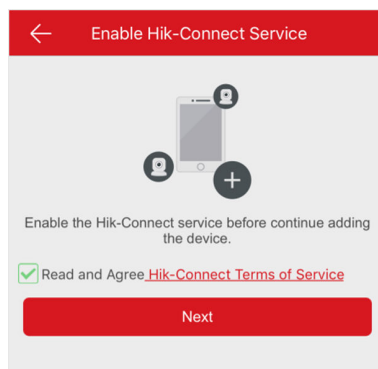 Enable Hik-Connect Service
Enable the Hik-Connect service before continue adding
the device.
Read and Agree Hik-Connect Terms of Service
Next